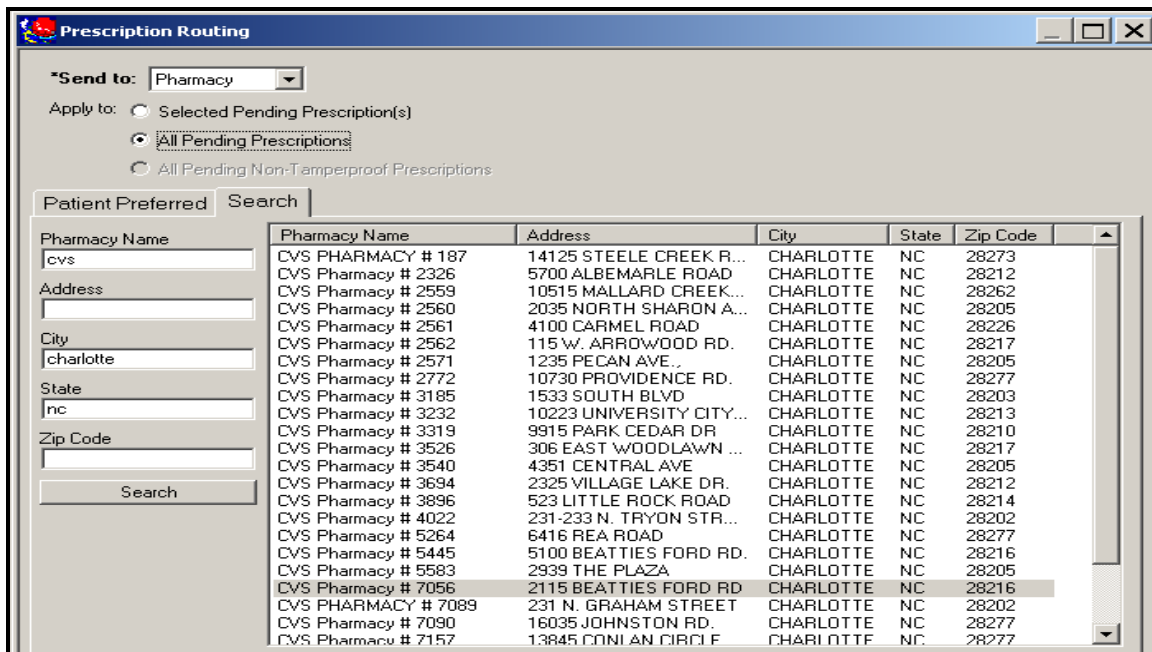 Prescription Routing
*Send to: Pharmacy
Apply to: Selected Pending Prescription(s)
All Pending Prescriptions
All Pending Non-Tamperproof Prescriptions
Patient Preferred Search
Pharmacy Name
cvs
Address
City
charlotte
State
nc
Zip Code
Search
Pharmacy Name Address City State Zip Code
CVS PHARMACY # 187 14125 STEELE CREEK R... CHARLOTTE NC 28273
CVS Pharmacy # 2326 5700 ALBEMARLE ROAD CHARLOTTE NC 28212
CVS Pharmacy # 2559 10515 MALLARD CREEK... CHARLOTTE NC 28262
CVS Pharmacy # 2560 2035 NORTH SHARON A... CHARLOTTE NC 28205
CVS Pharmacy # 2561 4100 CARMEL ROAD CHARLOTTE NC 28226
CVS Pharmacy # 2562 115 W. ARROWOOD RD. CHARLOTTE NC 28217
CVS Pharmacy # 2571 1235 PECAN AVE., CHARLOTTE NC 28205
CVS Pharmacy # 2772 10730 PROVIDENCE RD. CHARLOTTE NC 28277
CVS Pharmacy # 3185 1533 SOUTH BLVD CHARLOTTE NC 28203
CVS Pharmacy # 3232 10223 UNIVERSITY CITY... CHARLOTTE NC 28213
CVS Pharmacy # 3319 9915 PARK CEDAR DR CHARLOTTE NC 28210
CVS Pharmacy # 3526 306 EAST WOODLAWN ... CHARLOTTE NC 28217
CVS Pharmacy # 3540 4351 CENTRAL AVE CHARLOTTE NC 28205
CVS Pharmacy # 3694 2325 VILLAGE LAKE DR. CHARLOTTE NC 28212
CVS Pharmacy # 3896 523 LITTLE ROCK ROAD CHARLOTTE NC 28214
CVS Pharmacy # 4022 231-233 N. TRYON STR... CHARLOTTE NC 28202
CVS Pharmacy # 5264 6416 REA ROAD CHARLOTTE NC 28277
CVS Pharmacy # 5445 5100 BEATTIES FORD RD. CHARLOTTE NC 28216
CVS Pharmacy # 5583 2939 THE PLAZA CHARLOTTE NC 28205
CVS Pharmacy # 7056 2115 BEATTIES FORD RD CHARLOTTE NC 28216
CVS PHARMACY # 7089 231 N. GRAHAM STREET CHARLOTTE NC 28202
CVS Pharmacy # 7090 16035 JOHNSTON RD. CHARLOTTE NC 28277
CVS Pharmacy # 7157 13845 CONLAN CIRCLE CHARLOTTE NC 28277